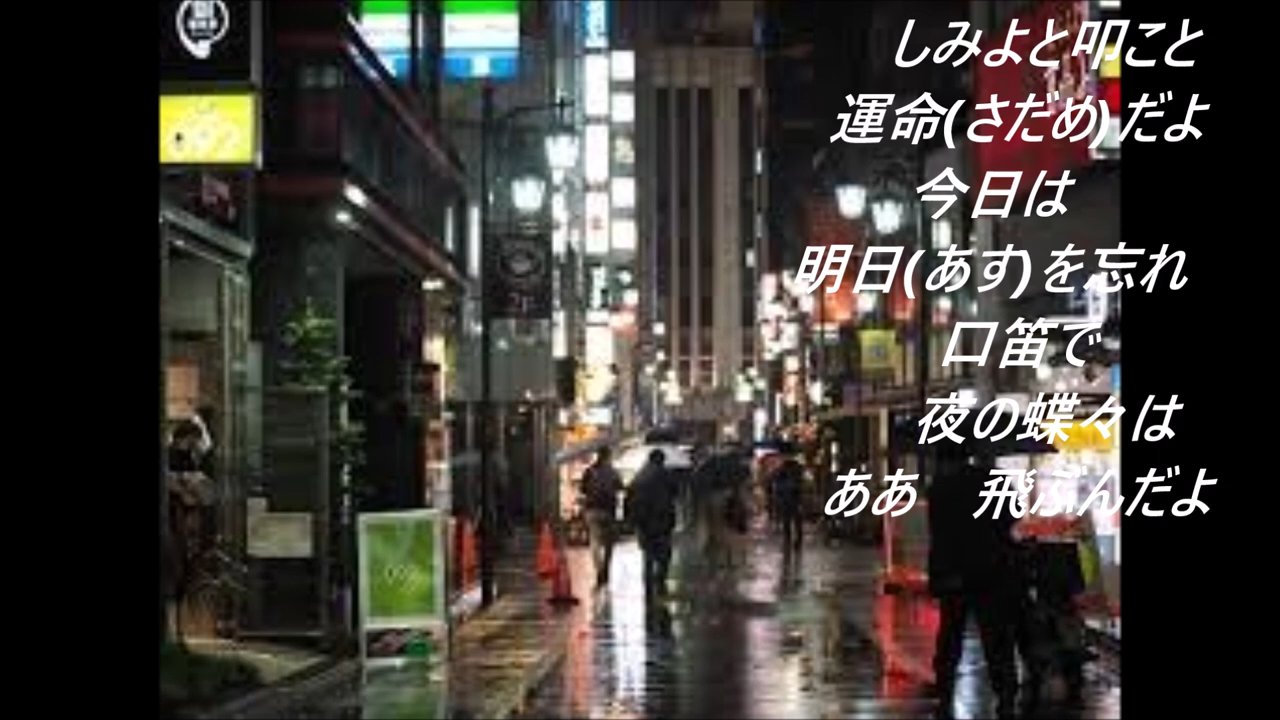 しみよと叩こと
運命(さだめ)だよ
今日は
明日(あす)を忘れ
口笛で
夜の蝶々は
ああ　飛ぶんだよ